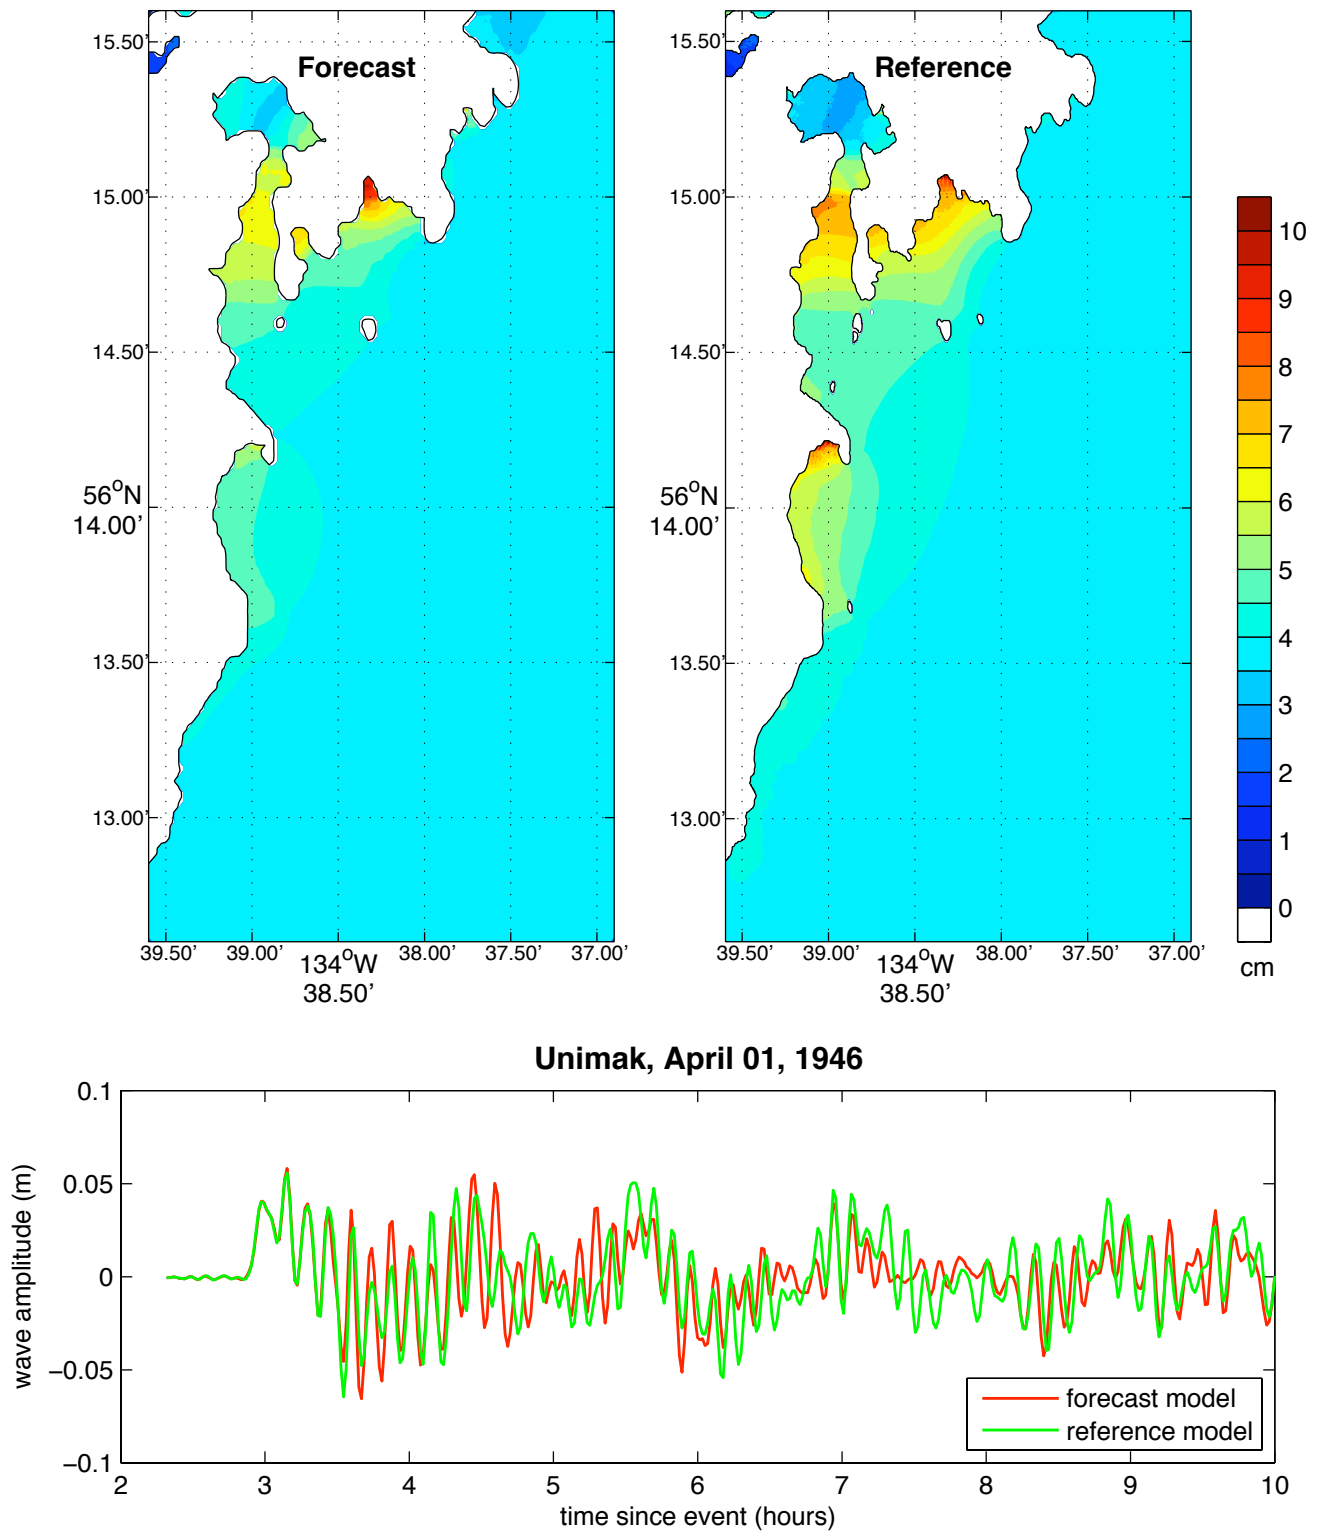 Forecast
15.50'
15.00'
14.50'
56°N
14.00'
13.50'
13.00'
39.50' 39.00' 134°W 38.00' 37.50' 37.00'
38.50'
Reference
15.50'
15.00'
14.50'
56°N
14.00'
13.50'
13.00'
39.50' 39.00' 134°W 38.00' 37.50' 37.00'
38.50'
10
9
8
7
6
5
4
3
2
1
0
cm
Unimak, April 01, 1946
wave amplitude (m)
0.1
0.05
0
−0.05
−0.1
2 3 4 5 6 7 8 9 10
time since event (hours)
forecast model
reference model